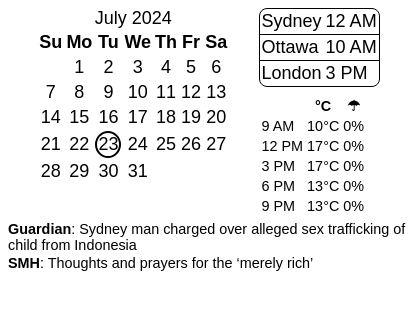 July 2024
Su Mo Tu We Th Fr Sa
1 2 3 4 5 6
7 8 9 10 11 12 13
14 15 16 17 18 19 20
21 22 23 24 25 26 27
28 29 30 31
Sydney 12 AM
Ottawa 10 AM
London 3 PM
°C ☂
9 AM 10°C 0%
12 PM 17°C 0%
3 PM 17°C 0%
6 PM 13°C 0%
9 PM 13°C 0%
Guardian: Sydney man charged over alleged sex trafficking of
child from Indonesia
SMH: Thoughts and prayers for the ‘merely rich’